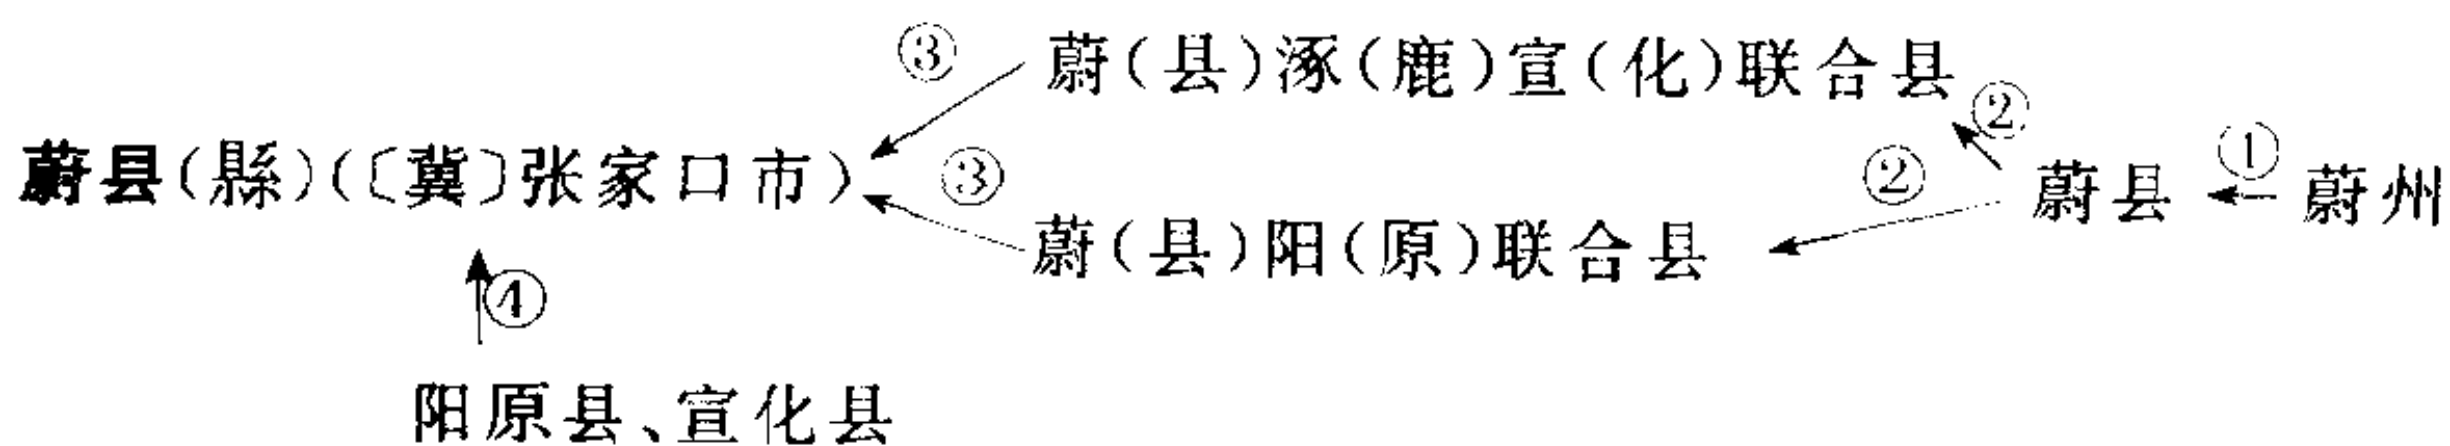 ③ 蔚(县)涿(鹿)宣(化)联合县
②
蔚县(縣)(〔冀〕张家口市) ③ ② 蔚县 ① 蔚州
蔚(县)阳(原)联合县
④
阳原县、宣化县